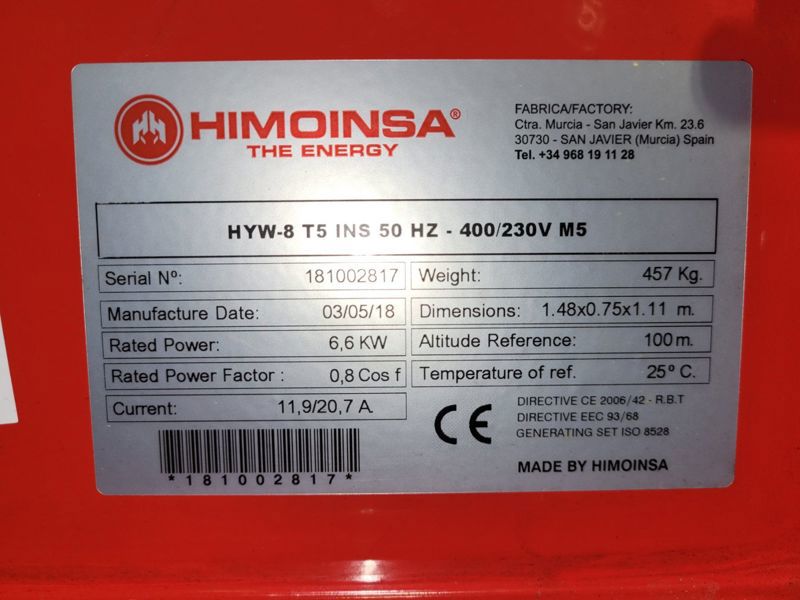 HIMOINSA®
THE ENERGY
FABRICA/FACTORY:
Ctra. Murcia - San Javier Km. 23.6
30730 - SAN JAVIER (Murcia) Spain
Tel. +34 968 19 11 28
HYW-8 T5 INS 50 HZ - 400/230V M5
Serial Nº: 181002817
Weight: 457 Kg.
Manufacture Date: 03/05/18
Dimensions: 1.48x0.75x1.11 m.
Rated Power: 6,6 KW
Altitude Reference: 100 m.
Rated Power Factor : 0,8 Cos f
Temperature of ref. 25º C.
Current: 11,9/20,7 A.
CE
DIRECTIVE CE 2006/42 - R.B.T
DIRECTIVE EEC 93/68
GENERATING SET ISO 8528
*181002817*
MADE BY HIMOINSA